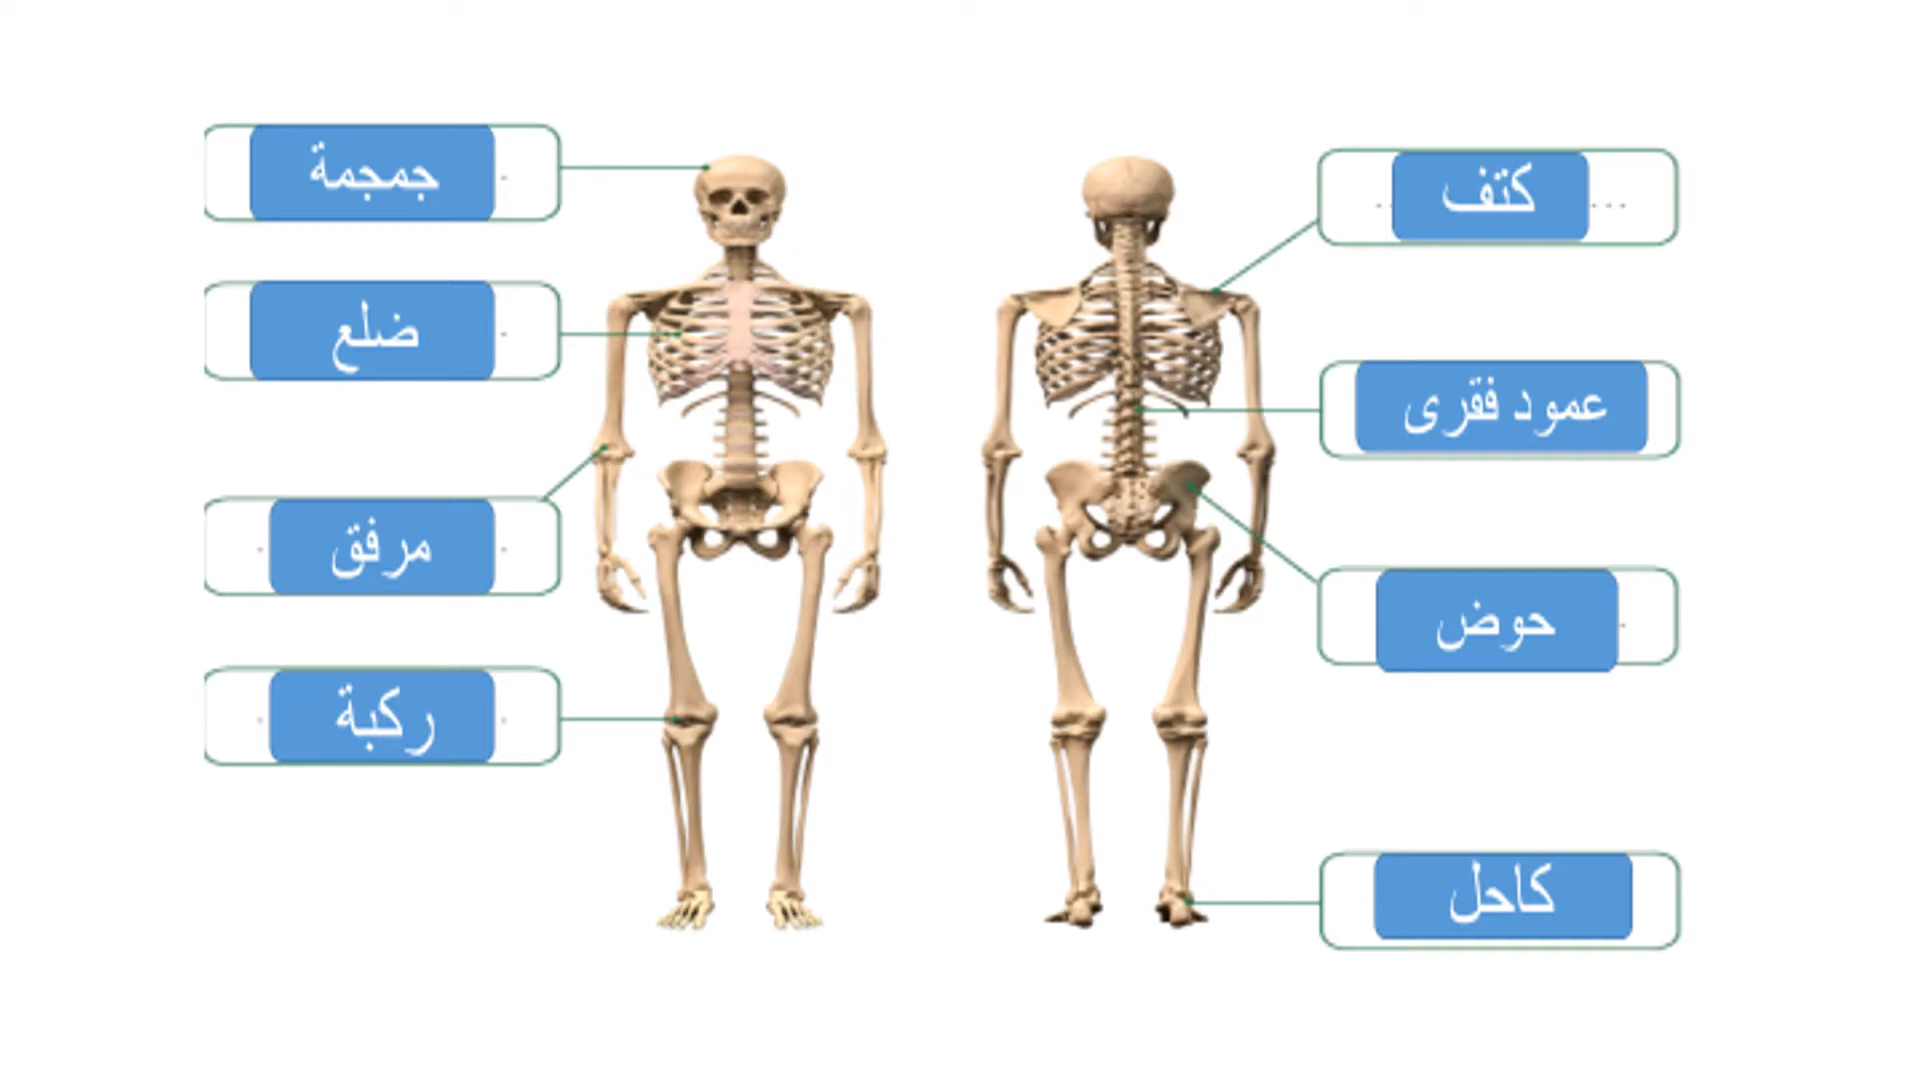 جمجمة
ضلع
مرفق
ركبة
كتف
عمود فقرى
حوض
كاحل